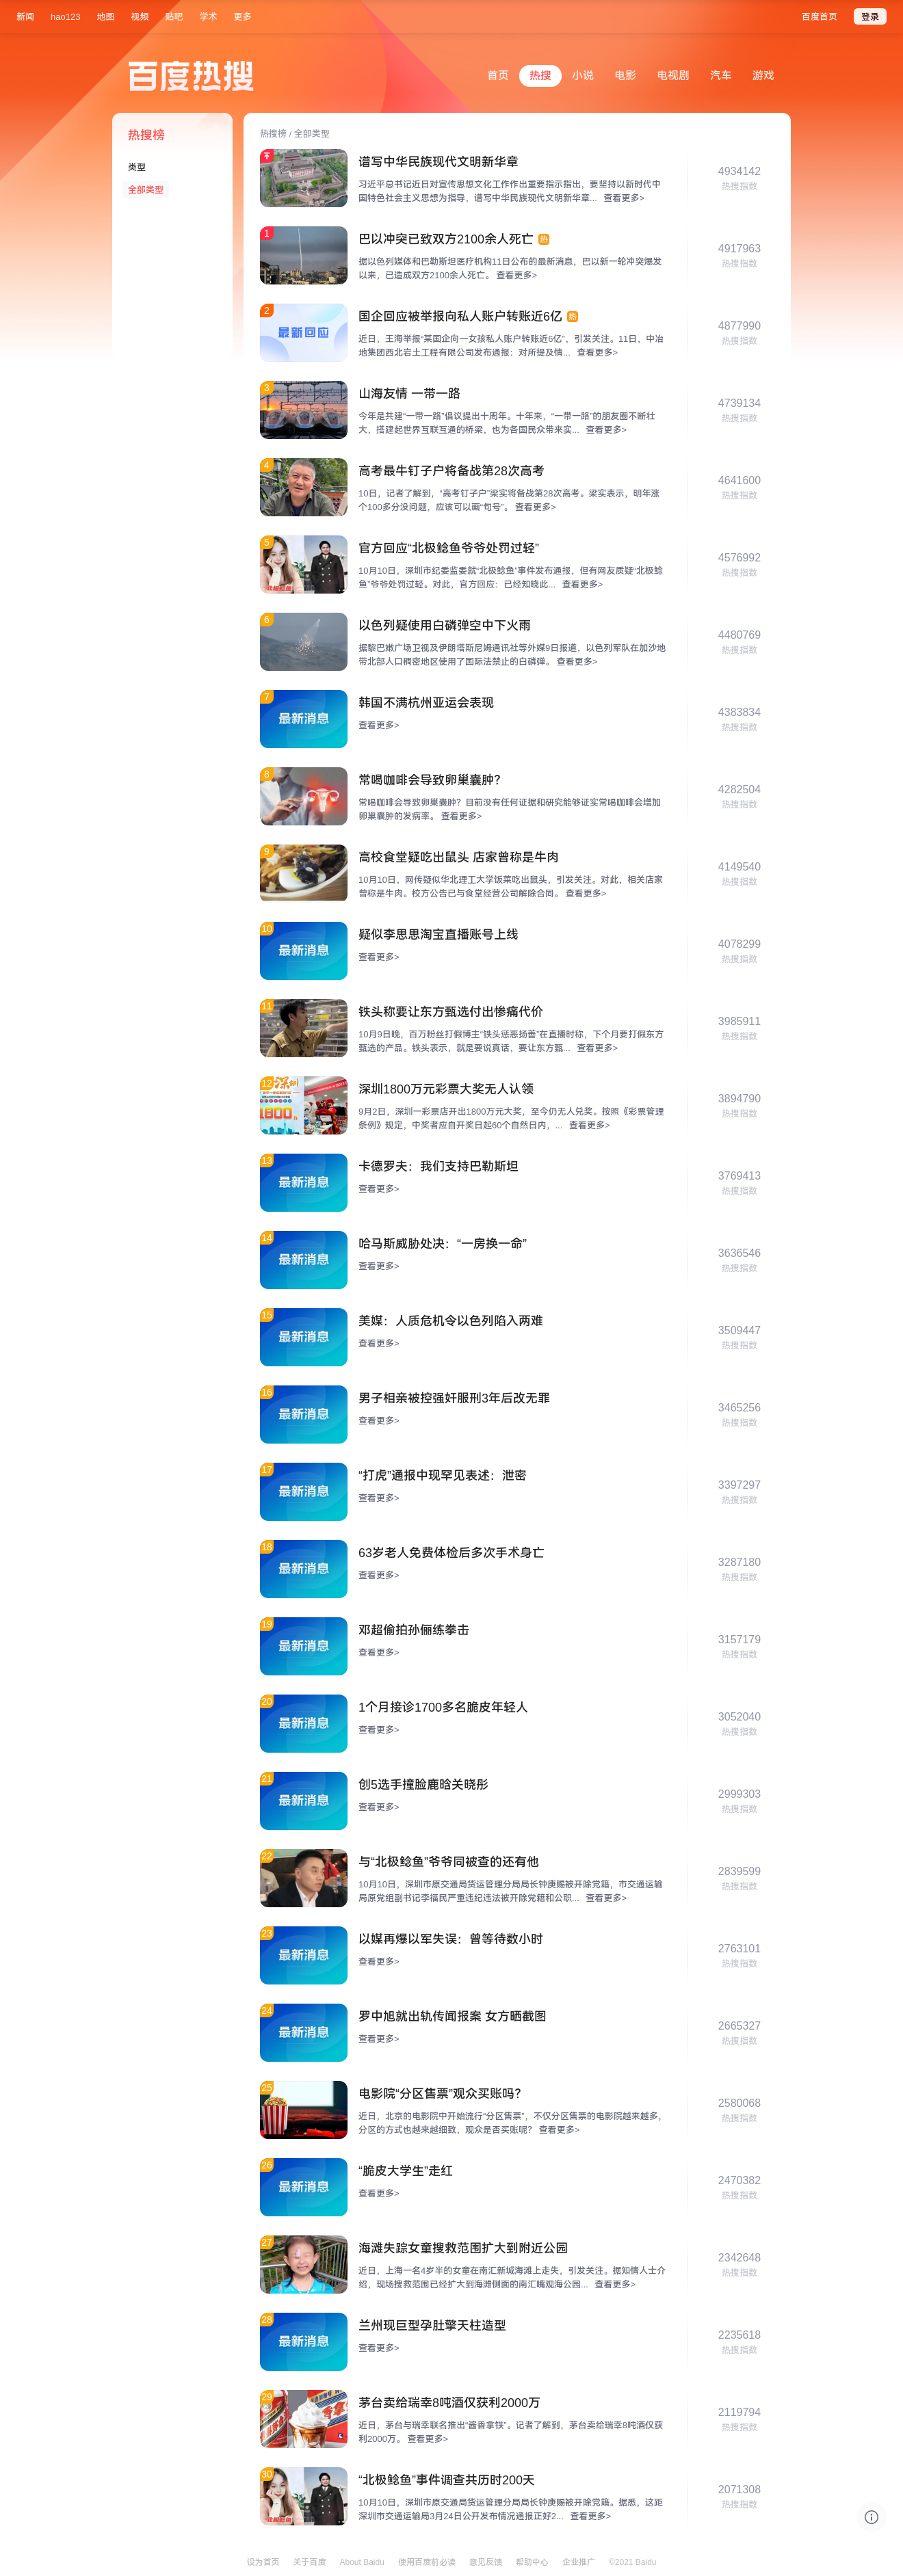 新闻 hao123 地图 视频 贴吧 学术 更多 百度首页 登录
百度热搜
首页 热搜 小说 电影 电视剧 汽车 游戏
热搜榜
类型
全部类型
热搜榜 / 全部类型
谱写中华民族现代文明新华章
习近平总书记近日对宣传思想文化工作作出重要指示指出，要坚持以新时代中
国特色社会主义思想为指导，谱写中华民族现代文明新华章... 查看更多>
4934142
热搜指数
1
巴以冲突已致双方2100余人死亡 热
据以色列媒体和巴勒斯坦医疗机构11日公布的最新消息，巴以新一轮冲突爆发
以来，已造成双方2100余人死亡。 查看更多>
4917963
热搜指数
2
最新回应
国企回应被举报向私人账户转账近6亿 热
近日，王海举报“某国企向一女孩私人账户转账近6亿”，引发关注。11日，中冶
地集团西北岩土工程有限公司发布通报：对所提及情... 查看更多>
4877990
热搜指数
3
山海友情 一带一路
今年是共建“一带一路”倡议提出十周年。十年来，“一带一路”的朋友圈不断壮
大，搭建起世界互联互通的桥梁，也为各国民众带来实... 查看更多>
4739134
热搜指数
4
高考最牛钉子户将备战第28次高考
10日，记者了解到，“高考钉子户”梁实将备战第28次高考。梁实表示，明年涨
个100多分没问题，应该可以画“句号”。 查看更多>
4641600
热搜指数
5
官方回应“北极鲶鱼爷爷处罚过轻”
10月10日，深圳市纪委监委就“北极鲶鱼”事件发布通报，但有网友质疑“北极鲶
鱼”爷爷处罚过轻。对此，官方回应：已经知晓此... 查看更多>
4576992
热搜指数
6
以色列疑使用白磷弹空中下火雨
据黎巴嫩广场卫视及伊朗塔斯尼姆通讯社等外媒9日报道，以色列军队在加沙地
带北部人口稠密地区使用了国际法禁止的白磷弹。 查看更多>
4480769
热搜指数
7
最新消息
韩国不满杭州亚运会表现
查看更多>
4383834
热搜指数
8
常喝咖啡会导致卵巢囊肿？
常喝咖啡会导致卵巢囊肿？目前没有任何证据和研究能够证实常喝咖啡会增加
卵巢囊肿的发病率。 查看更多>
4282504
热搜指数
9
高校食堂疑吃出鼠头 店家曾称是牛肉
10月10日，网传疑似华北理工大学饭菜吃出鼠头，引发关注。对此，相关店家
曾称是牛肉。校方公告已与食堂经营公司解除合同。 查看更多>
4149540
热搜指数
10
最新消息
疑似李思思淘宝直播账号上线
查看更多>
4078299
热搜指数
11
铁头称要让东方甄选付出惨痛代价
10月9日晚，百万粉丝打假博主“铁头惩恶扬善”在直播时称，下个月要打假东方
甄选的产品。铁头表示，就是要说真话，要让东方甄... 查看更多>
3985911
热搜指数
12
深圳1800万元彩票大奖无人认领
9月2日，深圳一彩票店开出1800万元大奖，至今仍无人兑奖。按照《彩票管理
条例》规定，中奖者应自开奖日起60个自然日内，... 查看更多>
3894790
热搜指数
13
最新消息
卡德罗夫：我们支持巴勒斯坦
查看更多>
3769413
热搜指数
14
最新消息
哈马斯威胁处决：“一房换一命”
查看更多>
3636546
热搜指数
15
最新消息
美媒：人质危机令以色列陷入两难
查看更多>
3509447
热搜指数
16
最新消息
男子相亲被控强奸服刑3年后改无罪
查看更多>
3465256
热搜指数
17
最新消息
“打虎”通报中现罕见表述：泄密
查看更多>
3397297
热搜指数
18
最新消息
63岁老人免费体检后多次手术身亡
查看更多>
3287180
热搜指数
19
最新消息
邓超偷拍孙俪练拳击
查看更多>
3157179
热搜指数
20
最新消息
1个月接诊1700多名脆皮年轻人
查看更多>
3052040
热搜指数
21
最新消息
创5选手撞脸鹿晗关晓彤
查看更多>
2999303
热搜指数
22
与“北极鲶鱼”爷爷同被查的还有他
10月10日，深圳市原交通局货运管理分局局长钟庚赐被开除党籍，市交通运输
局原党组副书记李福民严重违纪违法被开除党籍和公职... 查看更多>
2839599
热搜指数
23
最新消息
以媒再爆以军失误：曾等待数小时
查看更多>
2763101
热搜指数
24
最新消息
罗中旭就出轨传闻报案 女方晒截图
查看更多>
2665327
热搜指数
25
电影院“分区售票”观众买账吗？
近日，北京的电影院中开始流行“分区售票”，不仅分区售票的电影院越来越多，
分区的方式也越来越细致，观众是否买账呢？ 查看更多>
2580068
热搜指数
26
最新消息
“脆皮大学生”走红
查看更多>
2470382
热搜指数
27
海滩失踪女童搜救范围扩大到附近公园
近日，上海一名4岁半的女童在南汇新城海滩上走失，引发关注。据知情人士介
绍，现场搜救范围已经扩大到海滩侧面的南汇嘴观海公园... 查看更多>
2342648
热搜指数
28
最新消息
兰州现巨型孕肚擎天柱造型
查看更多>
2235618
热搜指数
29
茅台卖给瑞幸8吨酒仅获利2000万
近日，茅台与瑞幸联名推出“酱香拿铁”。记者了解到，茅台卖给瑞幸8吨酒仅获
利2000万。 查看更多>
2119794
热搜指数
30
“北极鲶鱼”事件调查共历时200天
10月10日，深圳市原交通局货运管理分局局长钟庚赐被开除党籍。据悉，这距
深圳市交通运输局3月24日公开发布情况通报正好2... 查看更多>
2071308
热搜指数
设为首页 关于百度 About Baidu 使用百度前必读 意见反馈 帮助中心 企业推广 ©2021 Baidu